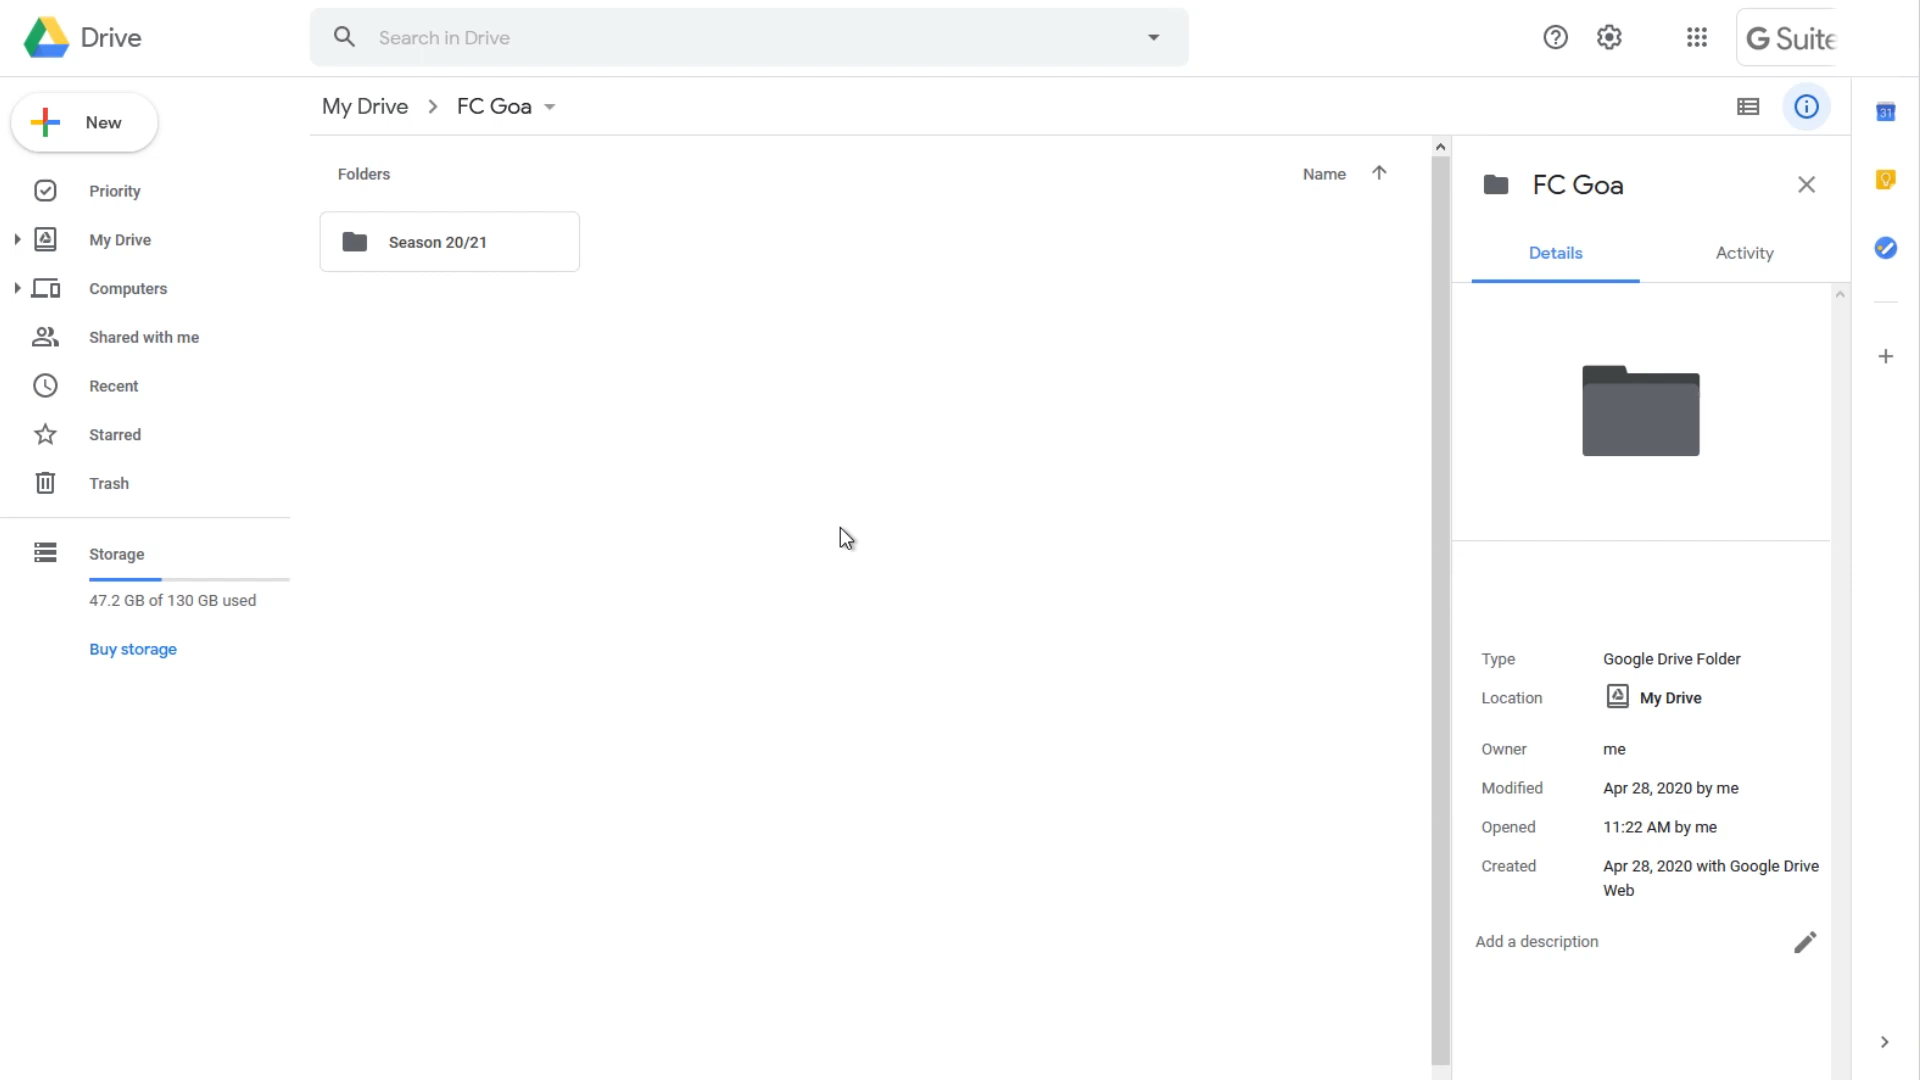 Drive
Search in Drive
G Suite
New
My Drive
FC Goa
Priority
My Drive
Computers
Shared with me
Recent
Starred
Trash
Storage
47.2 GB of 130 GB used
Buy storage
Folders
Name
Season 20/21
FC Goa
Details
Activity
Type Google Drive Folder
Location My Drive
Owner me
Modified Apr 28, 2020 by me
Opened 11:22 AM by me
Created Apr 28, 2020 with Google Drive
Web
Add a description
31